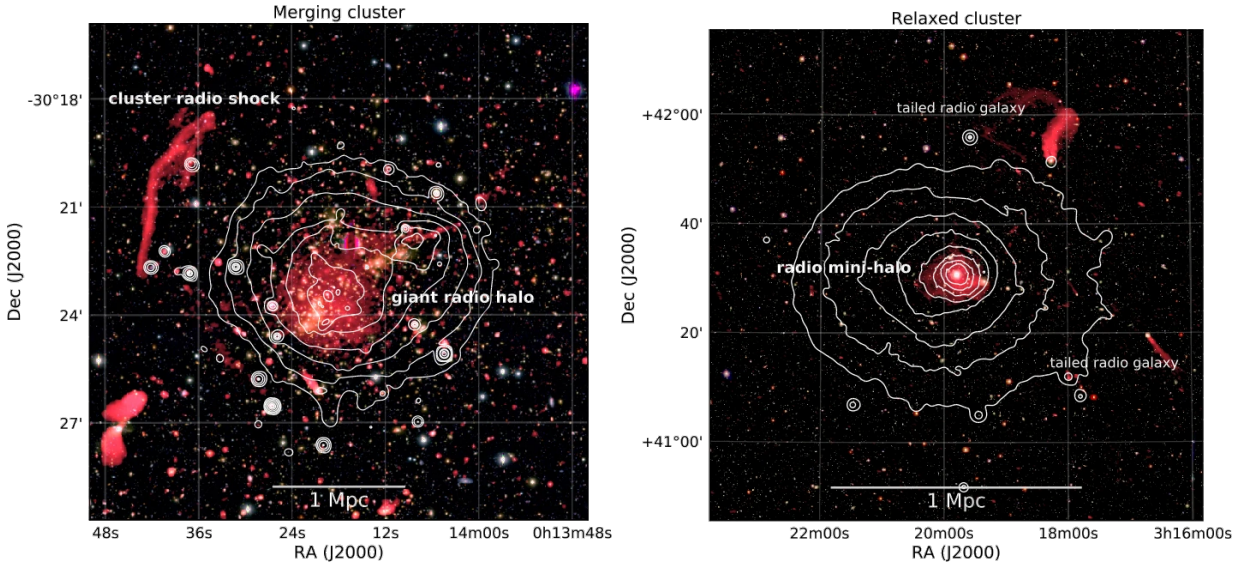 Merging cluster
cluster radio shock
giant radio halo
1 Mpc
-30°18'
21'
24'
27'
Dec (J2000)
48s 36s 24s 12s 14m00s 0h13m48s
RA (J2000)
Relaxed cluster
tailed radio galaxy
radio mini-halo
tailed radio galaxy
1 Mpc
+42°00'
40'
20'
+41°00'
Dec (J2000)
22m00s 20m00s 18m00s 3h16m00s
RA (J2000)